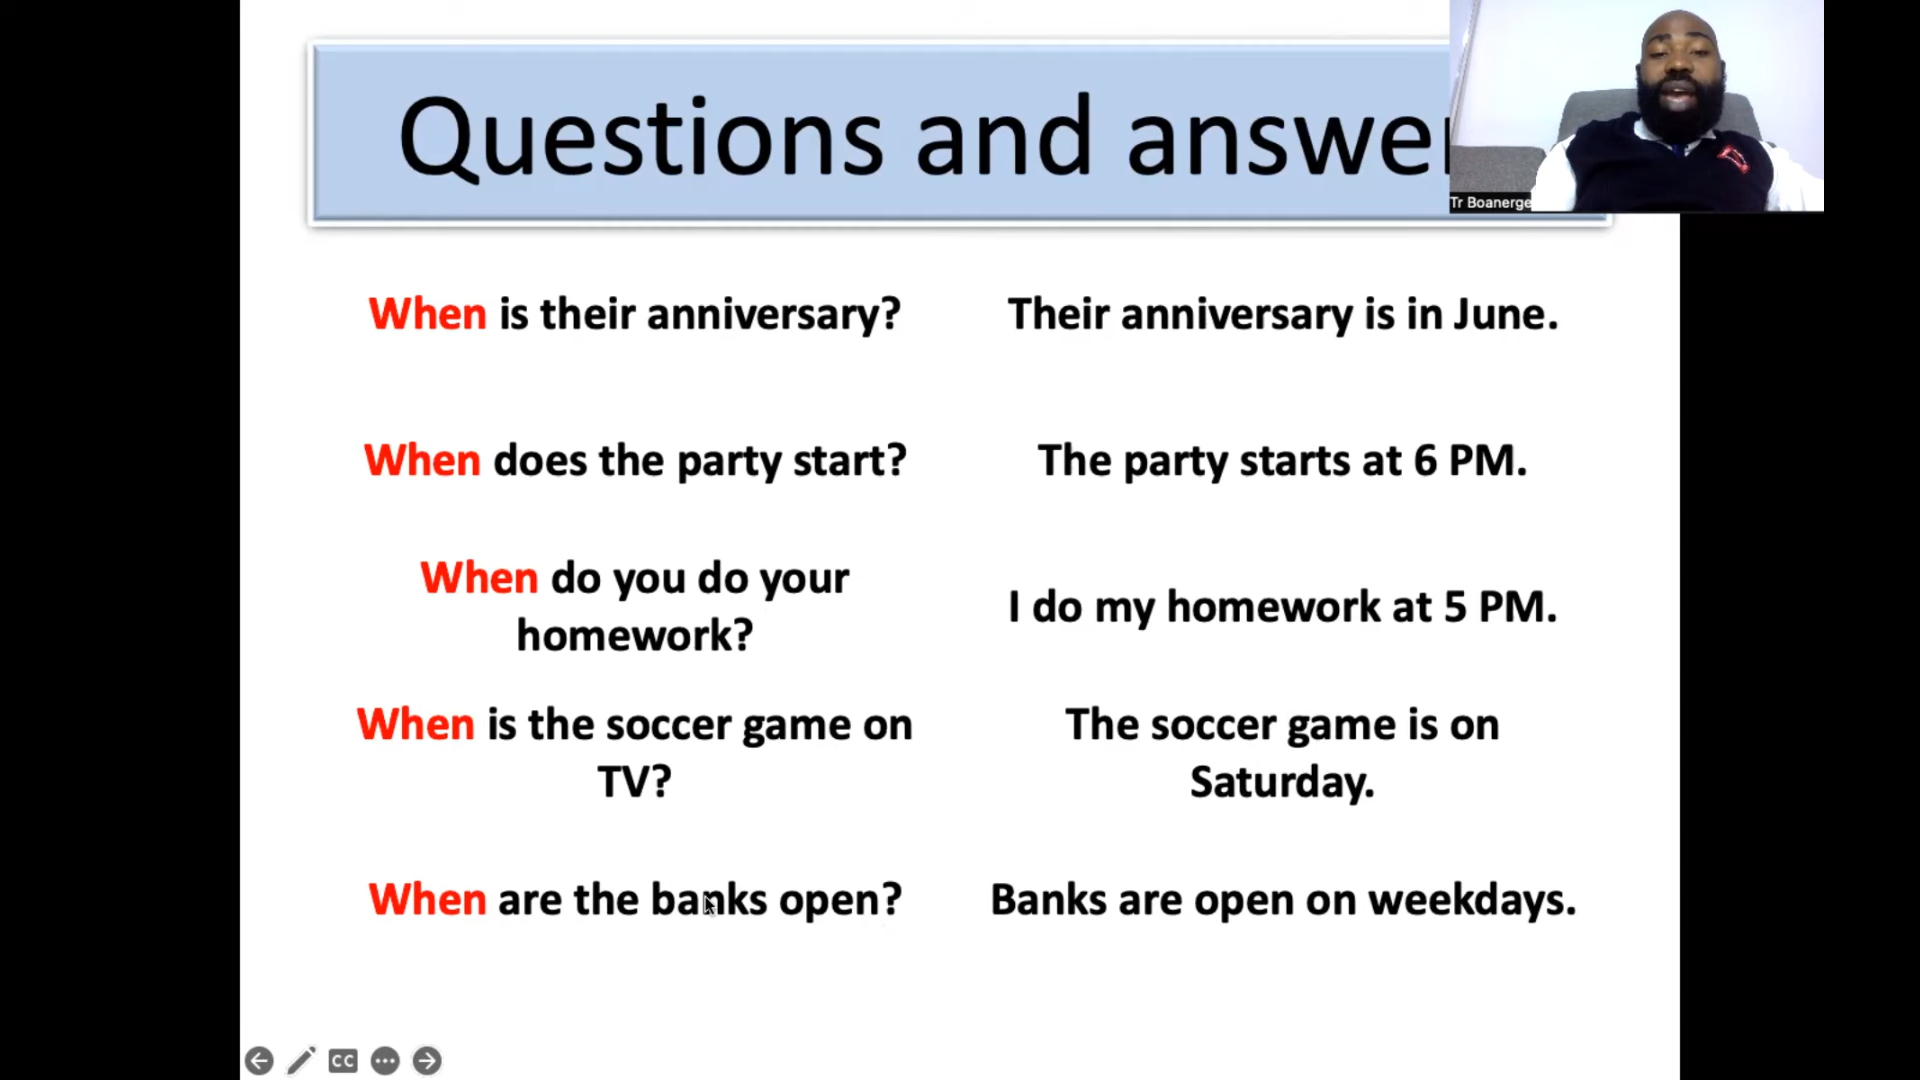 Questions and answer
Tr Boanerge
When is their anniversary? Their anniversary is in June.
When does the party start? The party starts at 6 PM.
When do you do your
homework?
I do my homework at 5 PM.
When is the soccer game on
TV?
The soccer game is on
Saturday.
When are the banks open? Banks are open on weekdays.
CC